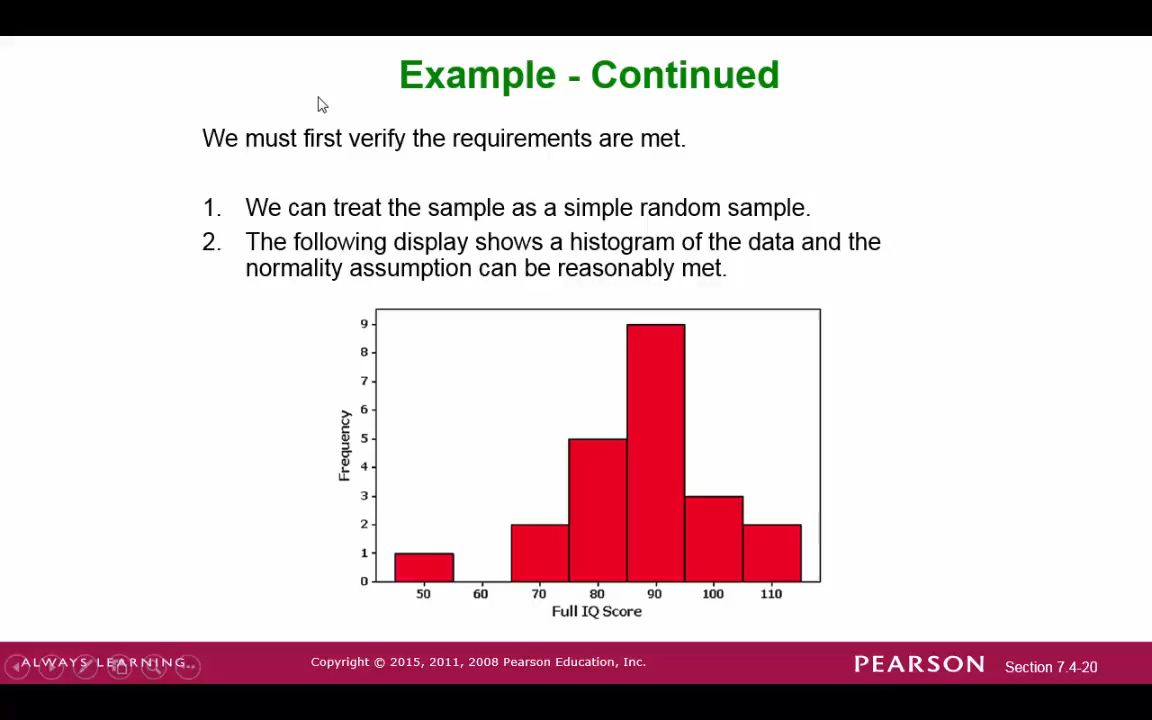 Example - Continued
We must first verify the requirements are met.
1. We can treat the sample as a simple random sample.
2. The following display shows a histogram of the data and the
normality assumption can be reasonably met.
9
8
7
6
5
4
3
2
1
0
Frequency
50 60 70 80 90 100 110
Full IQ Score
ALWAYS LEARNING
Copyright © 2015, 2011, 2008 Pearson Education, Inc.
PEARSON
Section 7.4-20